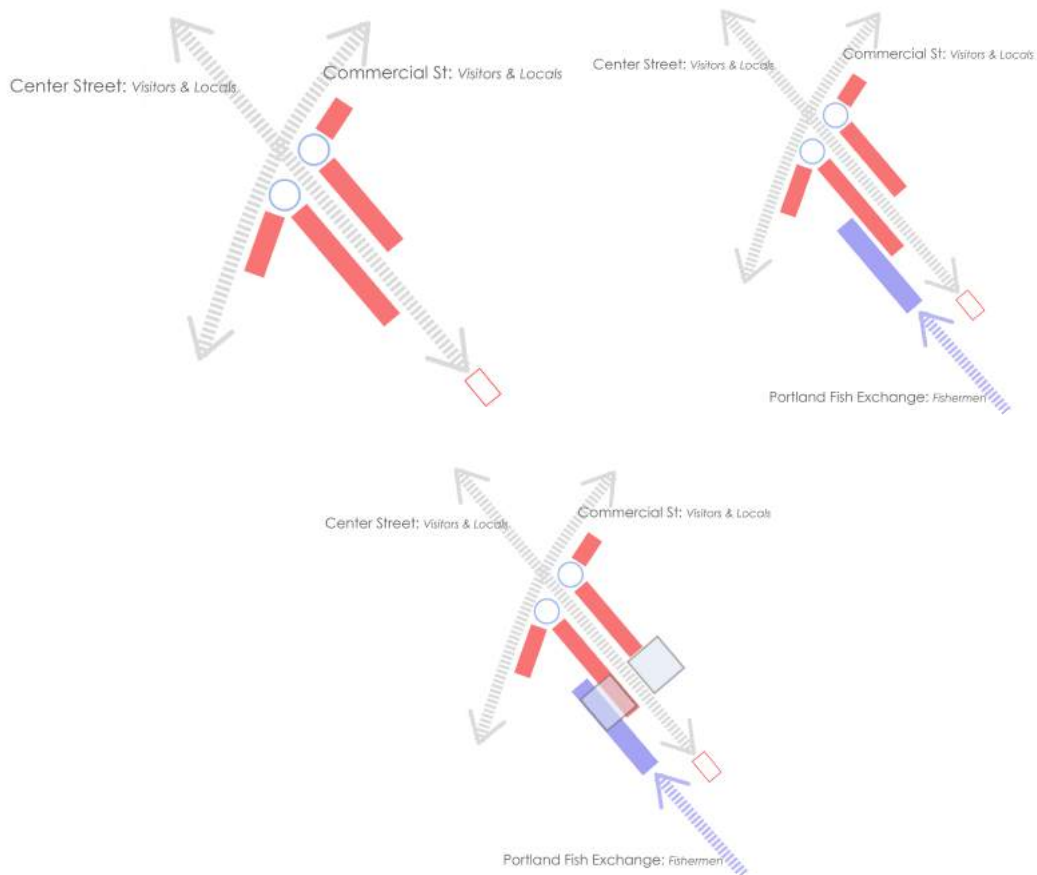 Center Street: Visitors & Locals
Commercial St: Visitors & Locals
Center Street: Visitors & Locals
Commercial St: Visitors & Locals
Portland Fish Exchange: Fishermen
Center Street: Visitors & Locals
Commercial St: Visitors & Locals
Portland Fish Exchange: Fishermen